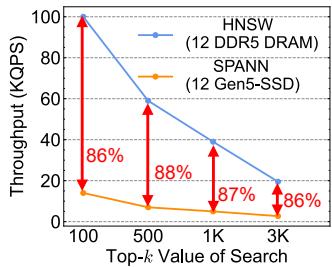 100
80
60
40
20
0
Throughput (KQPS)
HNSW
(12 DDR5 DRAM)
SPANN
(12 Gen5-SSD)
86%
88%
87%
86%
100 500 1K 3K
Top-k Value of Search